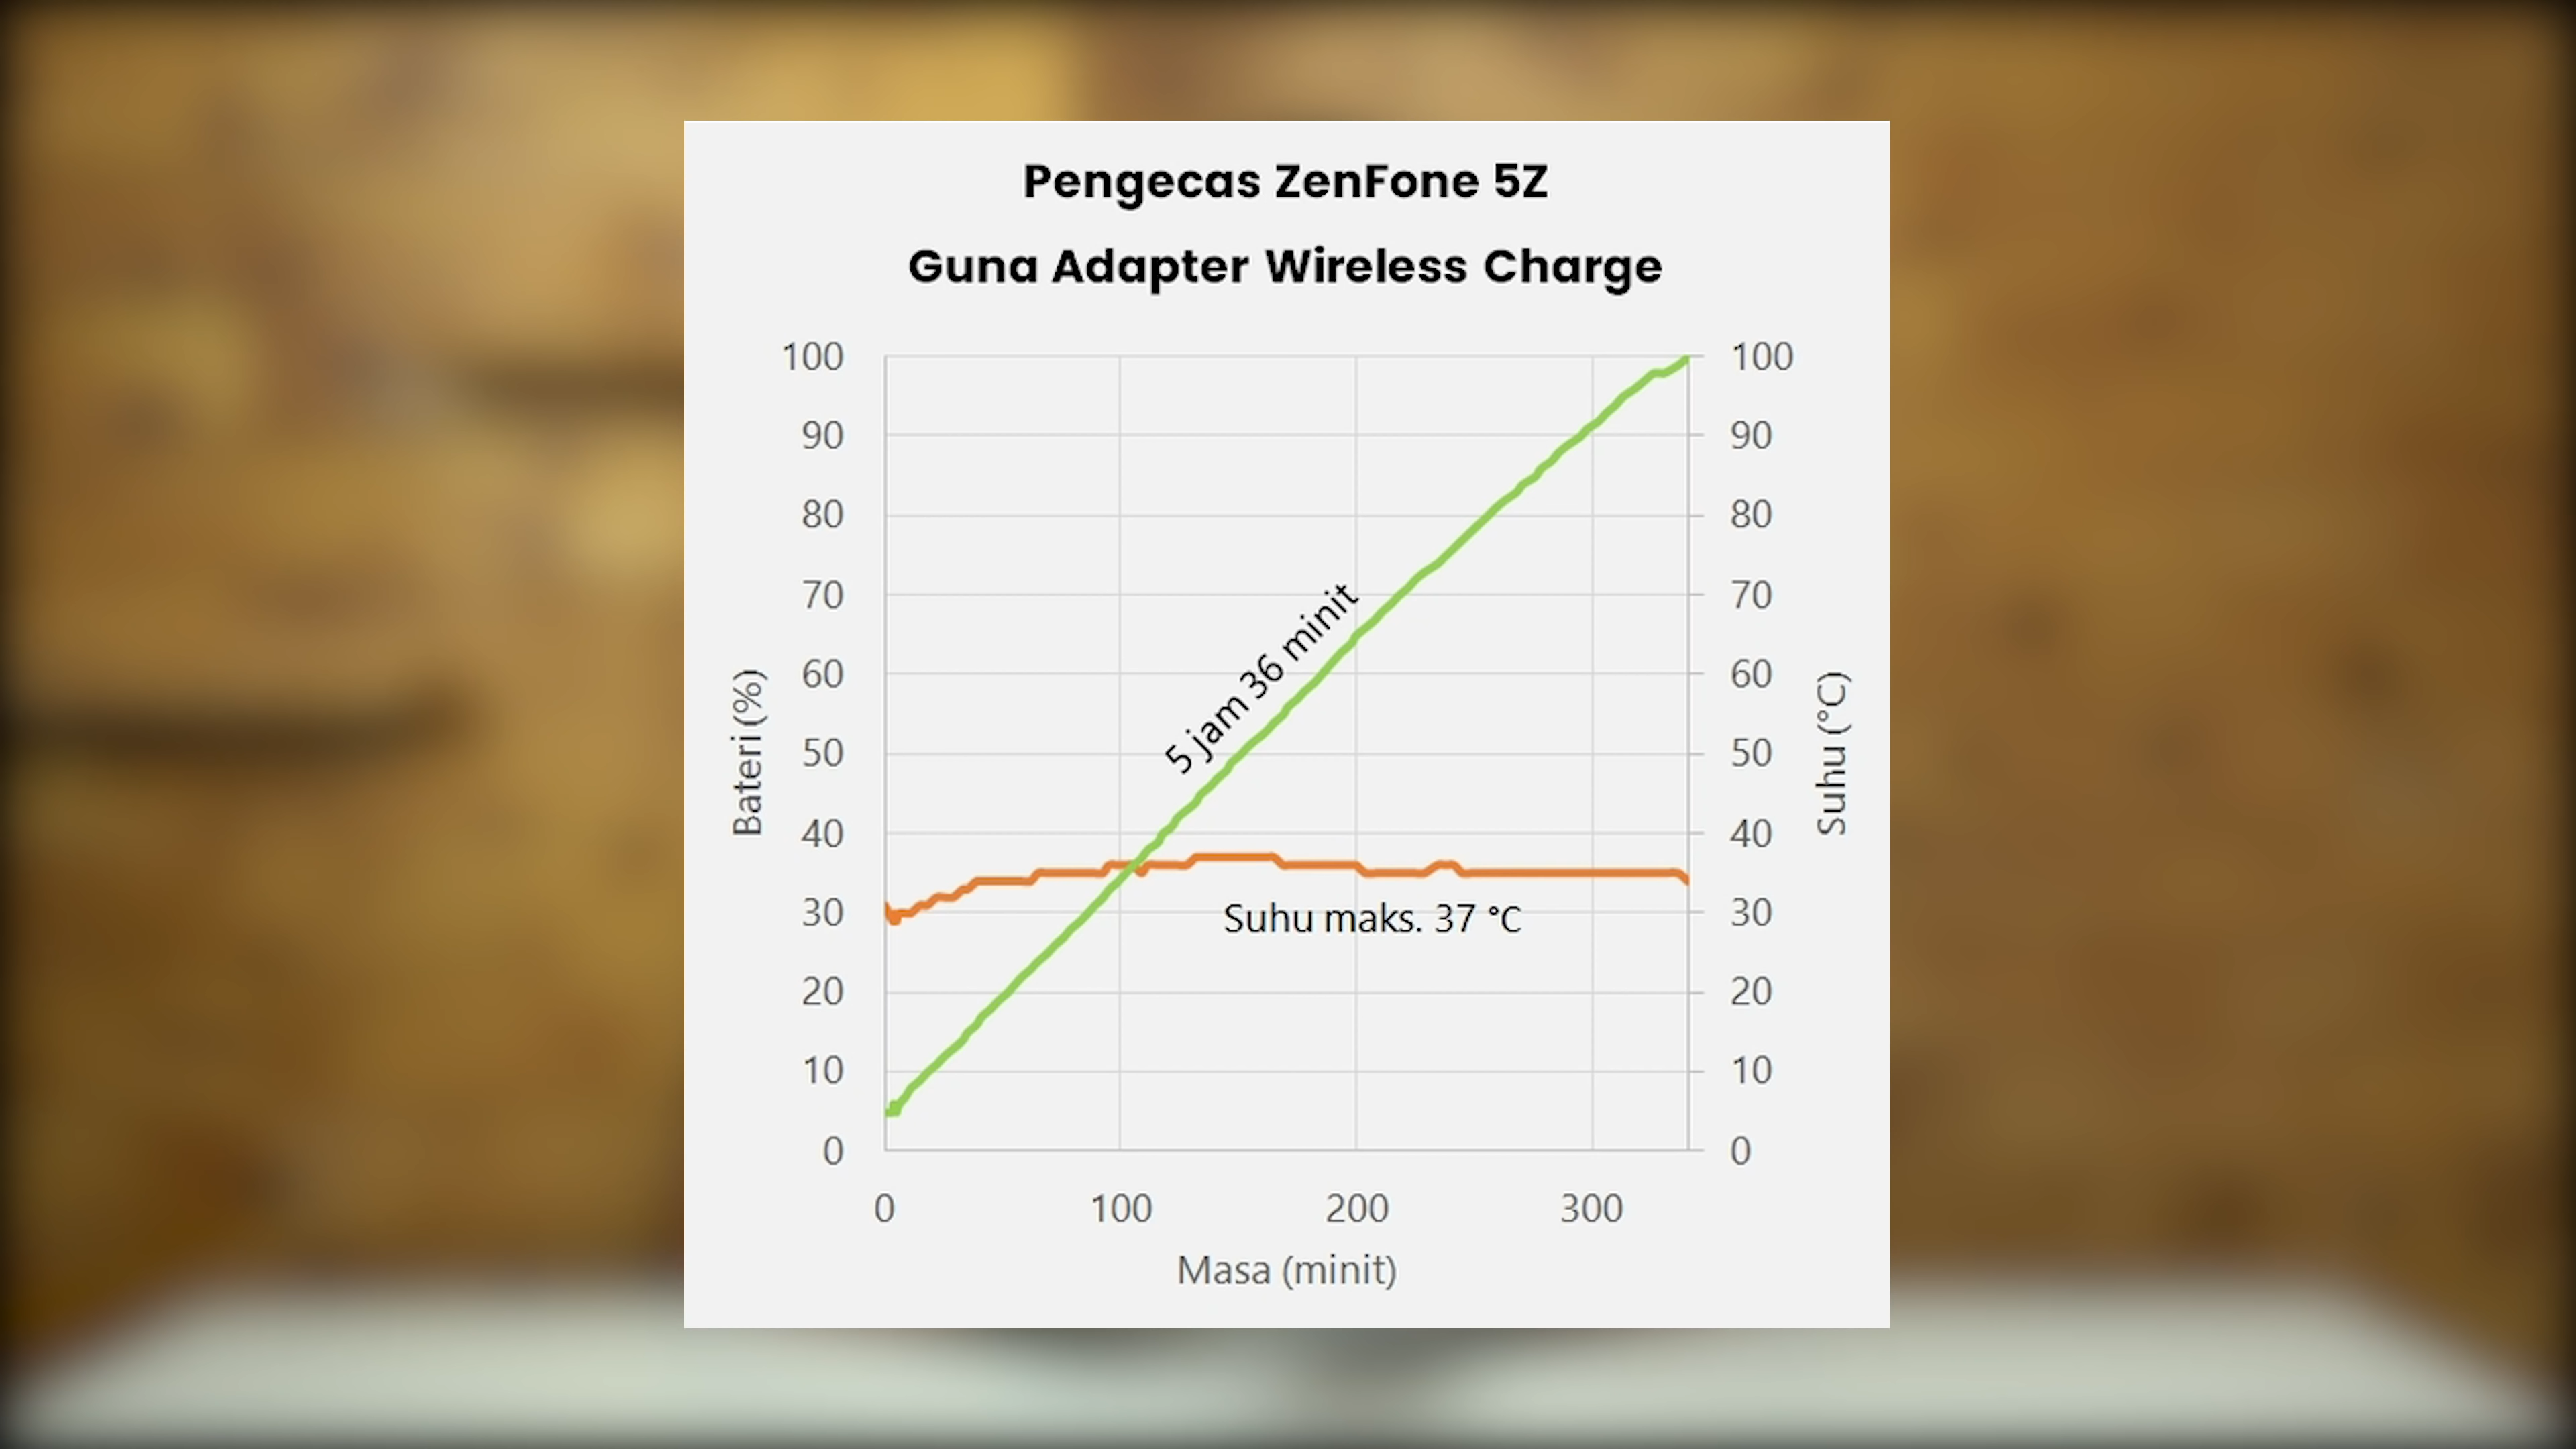 Pengecas ZenFone 5Z
Guna Adapter Wireless Charge
100
90
80
70
60
50
40
30
20
10
0
Bateri (%)
5 jam 36 minit
Suhu maks. 37 °C
100
90
80
70
60
50
40
30
20
10
0
Suhu (°C)
0 100 200 300
Masa (minit)